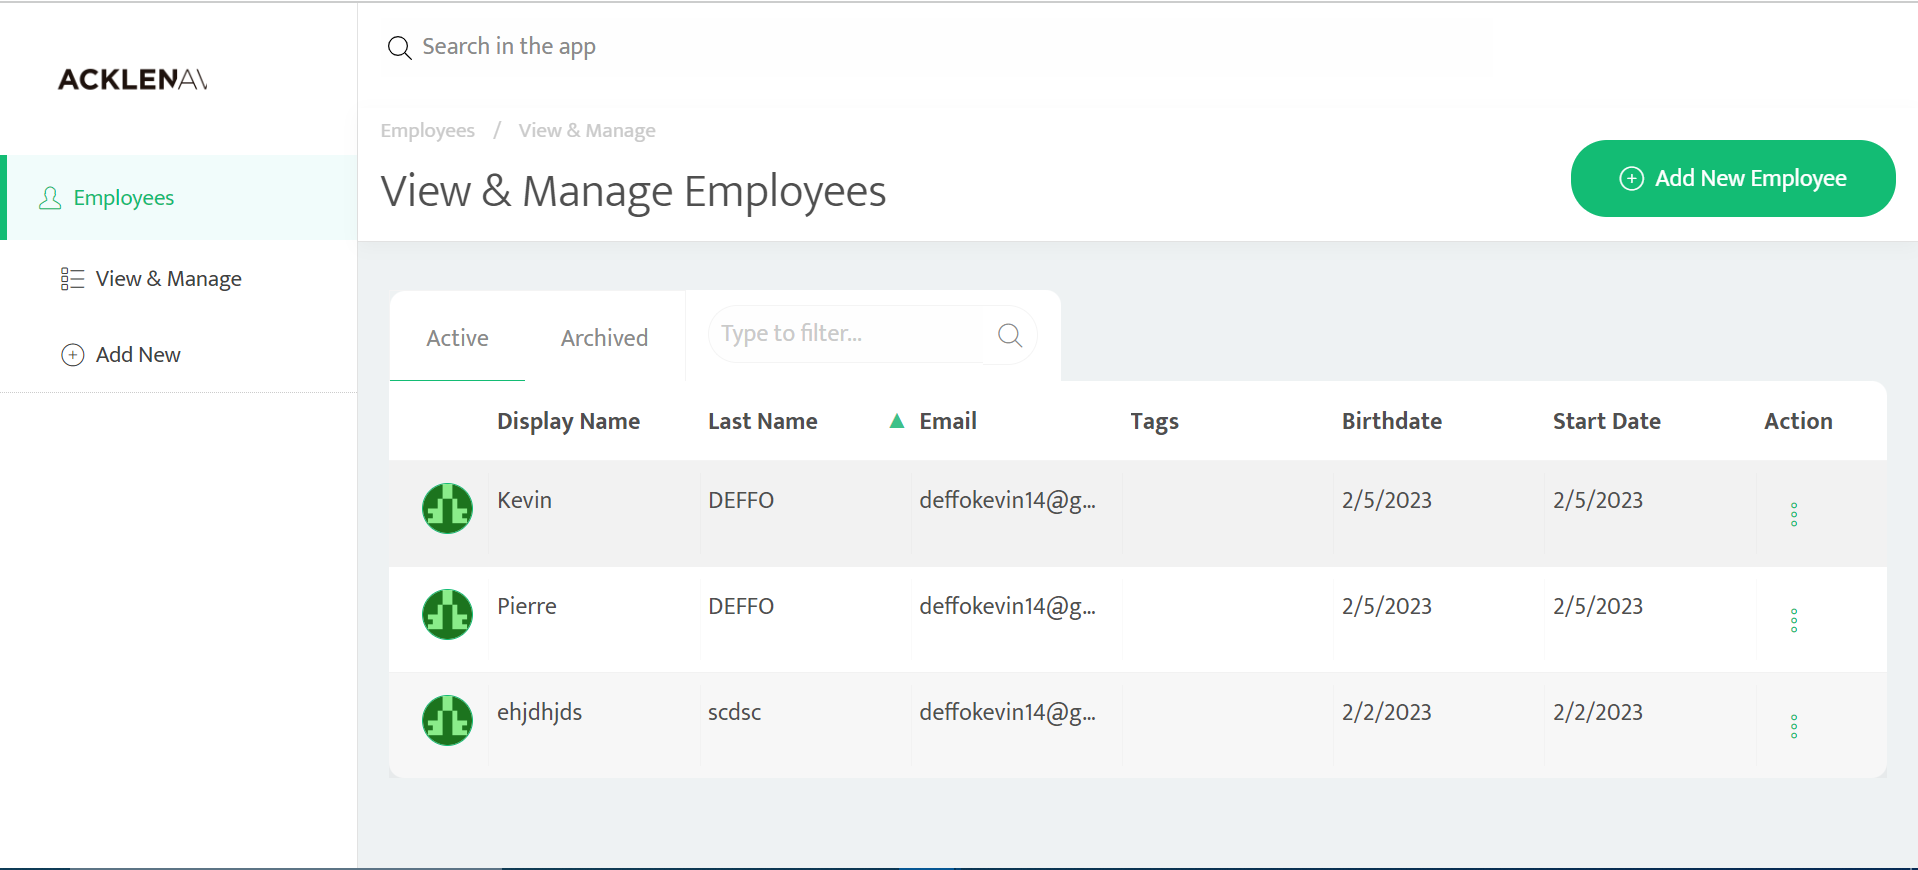 Search in the app
ACKLENAV
Employees / View & Manage
View & Manage Employees
Add New Employee
Employees
View & Manage
Add New
Active Archived Type to filter...
Display Name Last Name ▲ Email Tags Birthdate Start Date Action
Kevin DEFFO deffokevin14@g... 2/5/2023 2/5/2023
Pierre DEFFO deffokevin14@g... 2/5/2023 2/5/2023
ehjdhjds scdsc deffokevin14@g... 2/2/2023 2/2/2023